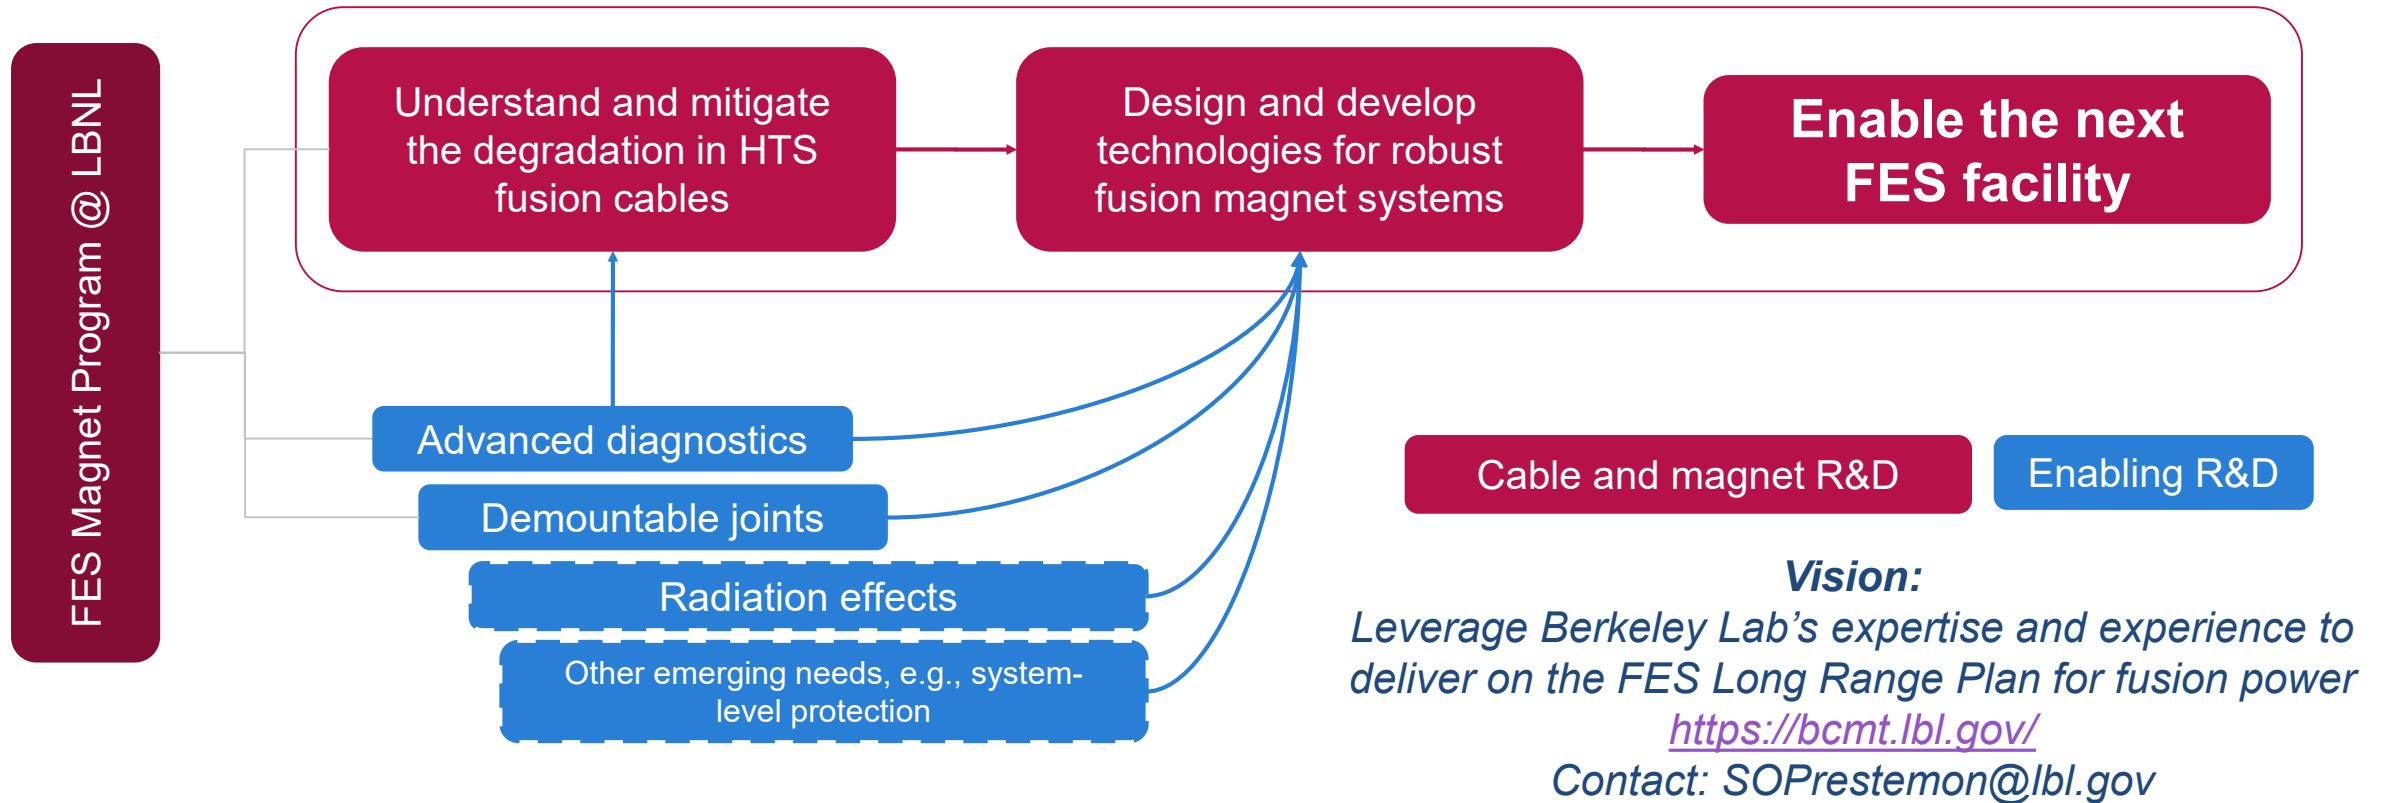 FES Magnet Program @ LBNL
Understand and mitigate
the degradation in HTS
fusion cables
Design and develop
technologies for robust
fusion magnet systems
Enable the next
FES facility
Advanced diagnostics
Demountable joints
Radiation effects
Other emerging needs, e.g., system-
level protection
Cable and magnet R&D
Enabling R&D
Vision:
Leverage Berkeley Lab’s expertise and experience to
deliver on the FES Long Range Plan for fusion power
https://bcmt.lbl.gov/
Contact: SOPrestemon@lbl.gov